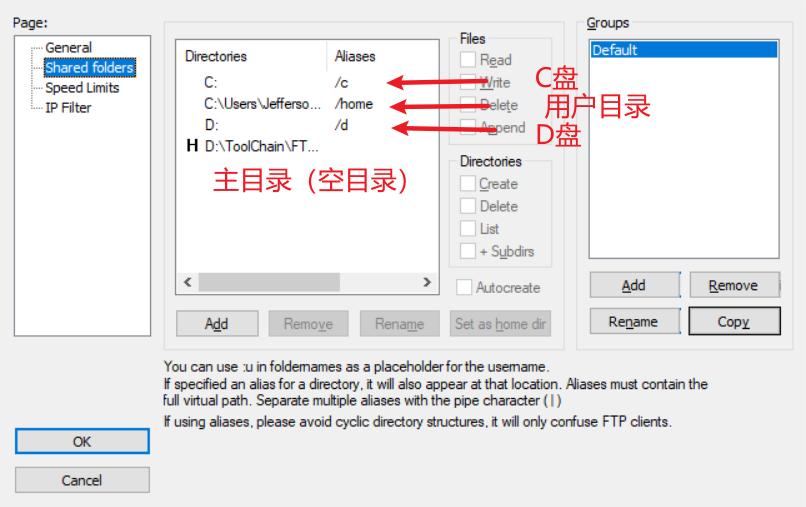 Page:
General
Shared folders
Speed Limits
IP Filter
OK
Cancel
Directories Aliases
C: /c
C:\Users\Jefferso... /home
D: /d
H D:\ToolChain\FT...
C盘
用户目录
D盘
主目录（空目录）
Add
Remove
Rename
Set as home dir
Files
Read
Write
Delete
Append
Directories
Create
Delete
List
+ Subdirs
Autocreate
Groups
Default
Add
Remove
Rename
Copy
You can use :u in foldernames as a placeholder for the username.
If specified an alias for a directory, it will also appear at that location. Aliases must contain the
full virtual path. Separate multiple aliases with the pipe character ( | )
If using aliases, please avoid cyclic directory structures, it will only confuse FTP clients.